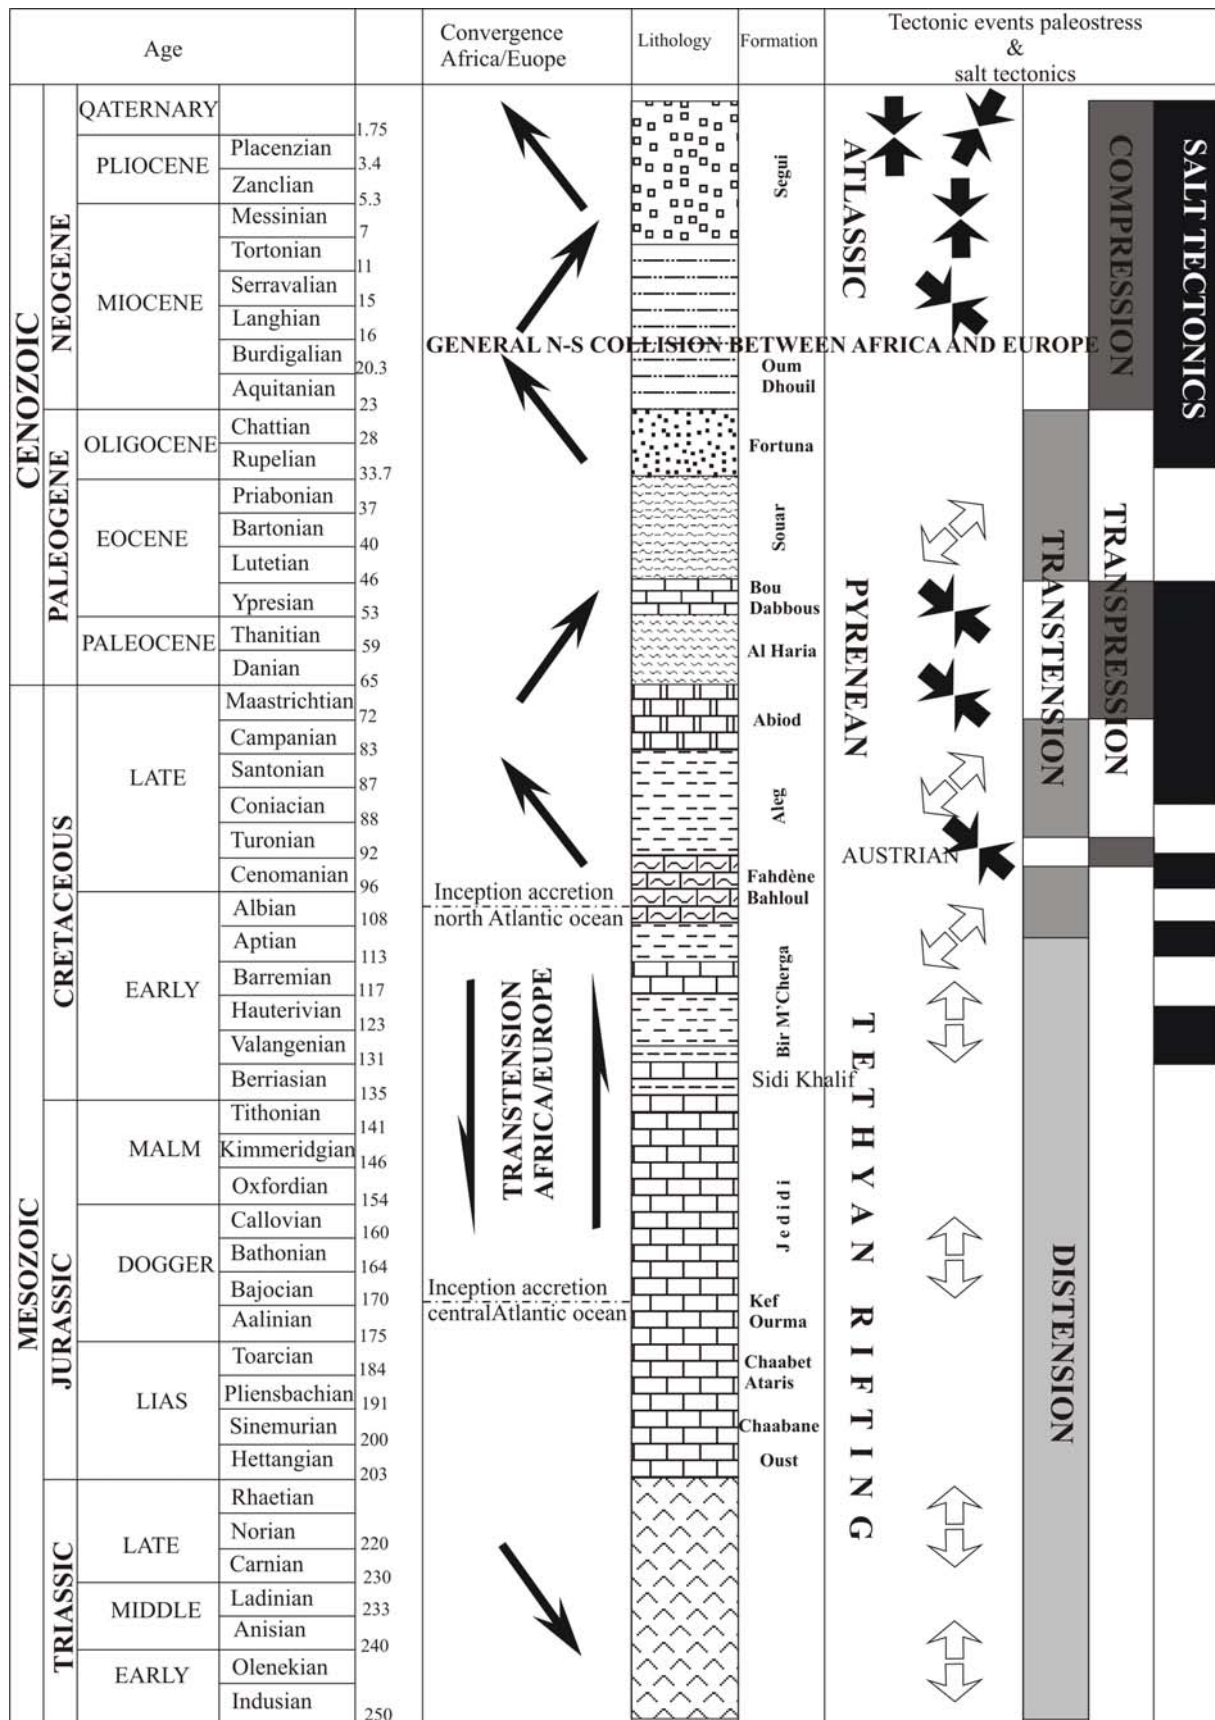 Age
Convergence
Africa/Euope
Lithology
Formation
Tectonic events paleostress
&
salt tectonics
CENOZOIC
NEOGENE
QATERNARY
1.75
PLIOCENE
Placenzian
3.4
Zanclian
5.3
MIOCENE
Messinian
7
Tortonian
11
Serravalian
15
Langhian
16
Burdigalian
20.3
Aquitanian
23
PALEOGENE
OLIGOCENE
Chattian
28
Rupelian
33.7
EOCENE
Priabonian
37
Bartonian
40
Lutetian
46
Ypresian
53
PALEOCENE
Thanitian
59
Danian
65
MESOZOIC
CRETACEOUS
LATE
Maastrichtian
72
Campanian
83
Santonian
87
Coniacian
88
Turonian
92
Cenomanian
96
EARLY
Albian
108
Aptian
113
Barremian
117
Hauterivian
123
Valangenian
131
Berriasian
135
JURASSIC
MALM
Tithonian
141
Kimmeridgian
146
Oxfordian
154
DOGGER
Callovian
160
Bathonian
164
Bajocian
170
Aalinian
175
LIAS
Toarcian
184
Pliensbachian
191
Sinemurian
200
Hettangian
203
TRIASSIC
LATE
Rhaetian
Norian
220
Carnian
230
MIDDLE
Ladinian
233
Anisian
240
EARLY
Olenekian
Indusian
250
GENERAL N-S COLLISION BETWEEN AFRICA AND EUROPE
Inception accretion
north Atlantic ocean
TRANSTENSION
AFRICA/EUROPE
Inception accretion
centralAtlantic ocean
Segui
Oum
Dhouil
Fortuna
Souar
Bou
Dabbous
Al Haria
Abiod
Aleg
Fahdène
Bahloul
Bir M'Cherga
Sidi Khalif
Jedidi
Kef
Ourma
Chaabet
Ataris
Chaabane
Oust
ATLASSIC
PYRENEAN
AUSTRIAN
TETHYAN RIFTING
TRANSTENSION
DISTENSION
COMPRESSION
TRANSPRESSION
SALT TECTONICS